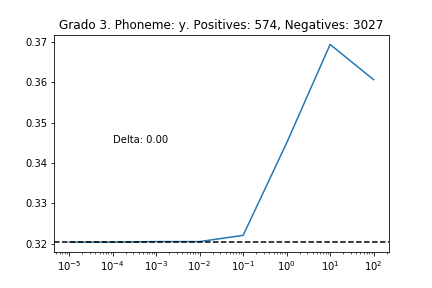 Grado 3. Phoneme: y. Positives: 574, Negatives: 3027
0.37
0.36
0.35
0.34
0.33
0.32
Delta: 0.00
10⁻⁵ 10⁻⁴ 10⁻³ 10⁻² 10⁻¹ 10⁰ 10¹ 10²